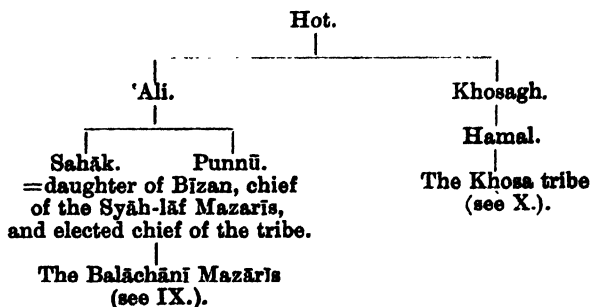 Hot.
‘Ali. Khosagh.
Hamal.
Sahāk. Punnū.
=daughter of Bīzan, chief The Khosa tribe
of the Syāh-lāf Mazarīs, (see X.).
and elected chief of the tribe.
The Balāchānī Mazārīs
(see IX.).